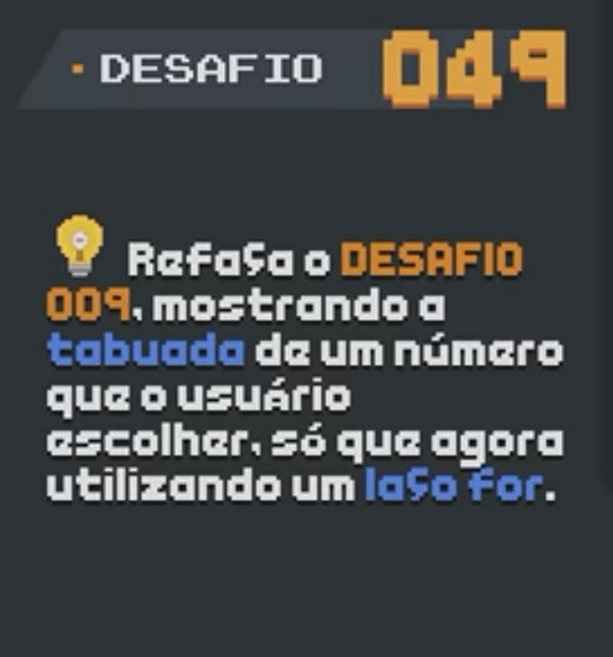 DESAFIO 049
Refaça o DESAFIO
009, mostrando a
tabuada de um número
que o usuário
escolher, só que agora
utilizando um laço for.